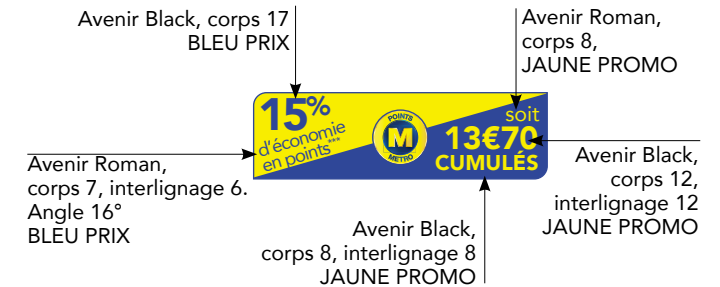 Avenir Black, corps 17
BLEU PRIX
Avenir Roman,
corps 8,
JAUNE PROMO
15%
d'économie
en points***
POINTS
M
METRO
soit
13€70
CUMULÉS
Avenir Roman,
corps 7, interlignage 6.
Angle 16°
BLEU PRIX
Avenir Black,
corps 8, interlignage 8
JAUNE PROMO
Avenir Black,
corps 12,
interlignage 12
JAUNE PROMO